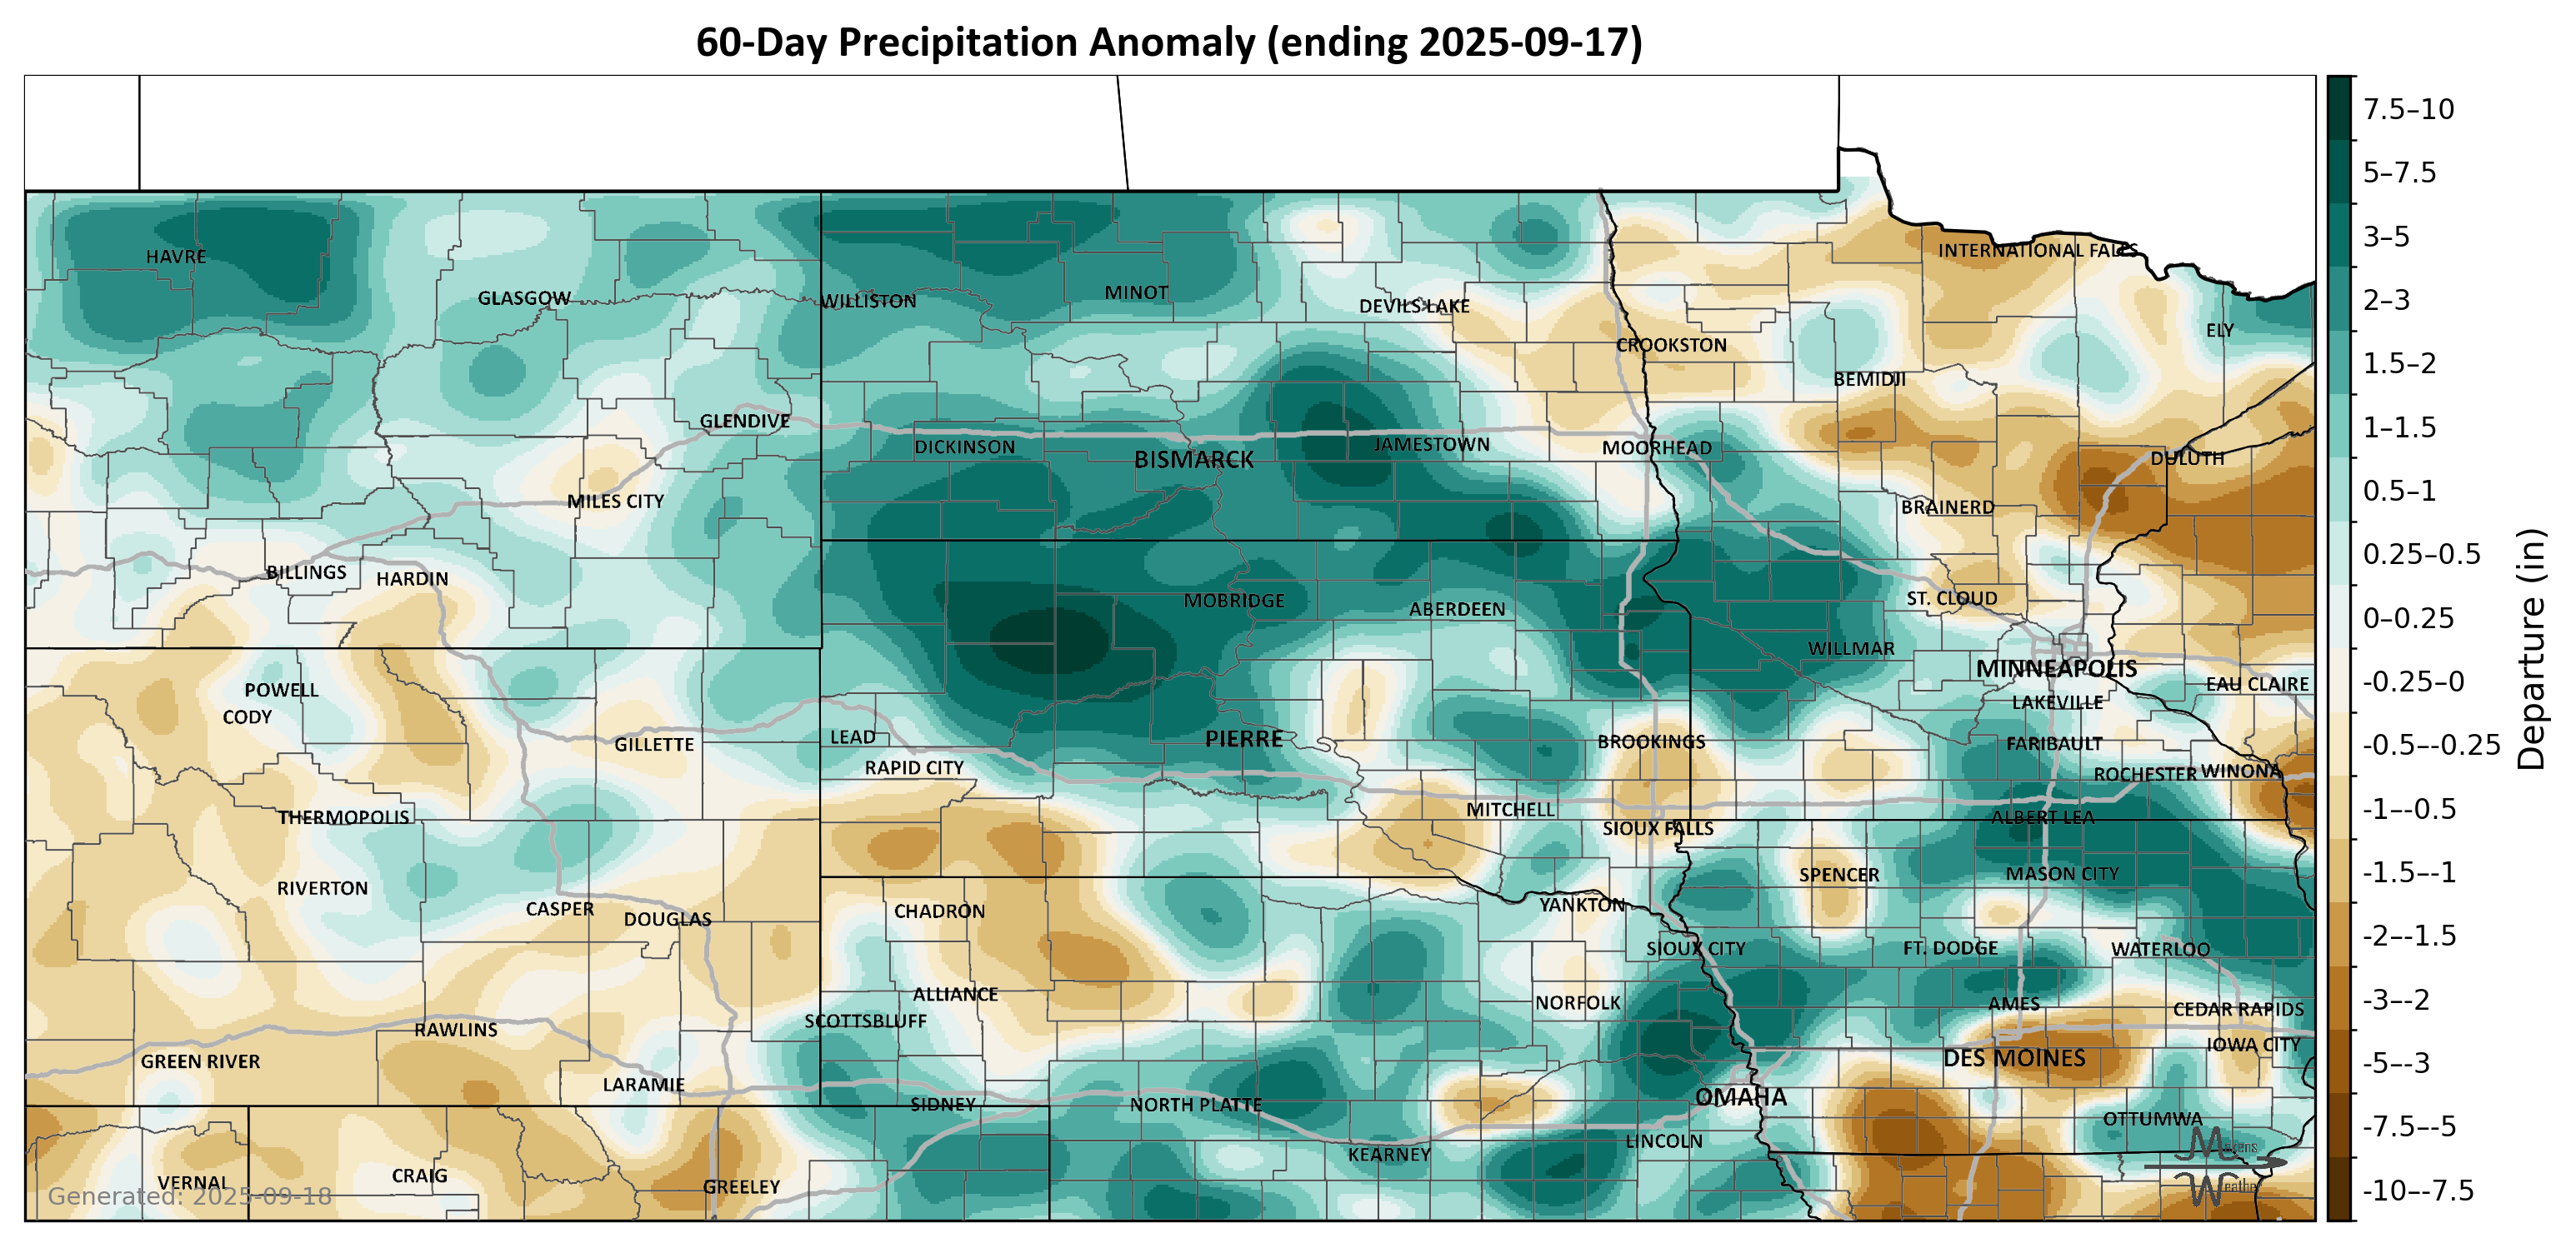 60-Day Precipitation Anomaly (ending 2025-09-17)
HAVRE
GLASGOW
WILLISTON
MINOT
DEVILS LAKE
CROOKSTON
INTERNATIONAL FALLS
ELY
BEMIDJI
GLENDIVE
DICKINSON
BISMARCK
JAMESTOWN
MOORHEAD
DULUTH
MILES CITY
BRAINERD
BILLINGS
HARDIN
MOBRIDGE
ABERDEEN
ST. CLOUD
WILLMAR
MINNEAPOLIS
EAU CLAIRE
LAKEVILLE
POWELL
CODY
GILLETTE
LEAD
PIERRE
BROOKINGS
FARIBAULT
RAPID CITY
ROCHESTER
WINONA
THERMOPOLIS
MITCHELL
SIOUX FALLS
ALBERT LEA
RIVERTON
SPENCER
MASON CITY
CASPER
DOUGLAS
CHADRON
YANKTON
SIOUX CITY
FT. DODGE
WATERLOO
ALLIANCE
NORFOLK
AMES
CEDAR RAPIDS
SCOTTSBLUFF
RAWLINS
GREEN RIVER
DES MOINES
IOWA CITY
LARAMIE
SIDNEY
NORTH PLATTE
OMAHA
OTTUMWA
LINCOLN
KEARNEY
VERNAL
CRAIG
GREELEY
Generated: 2025-09-18
7.5–10
5–7.5
3–5
2–3
1.5–2
1–1.5
0.5–1
0.25–0.5
0–0.25
-0.25–0
-0.5–-0.25
-1–-0.5
-1.5–-1
-2–-1.5
-3–-2
-5–-3
-7.5–-5
-10–-7.5
Departure (in)